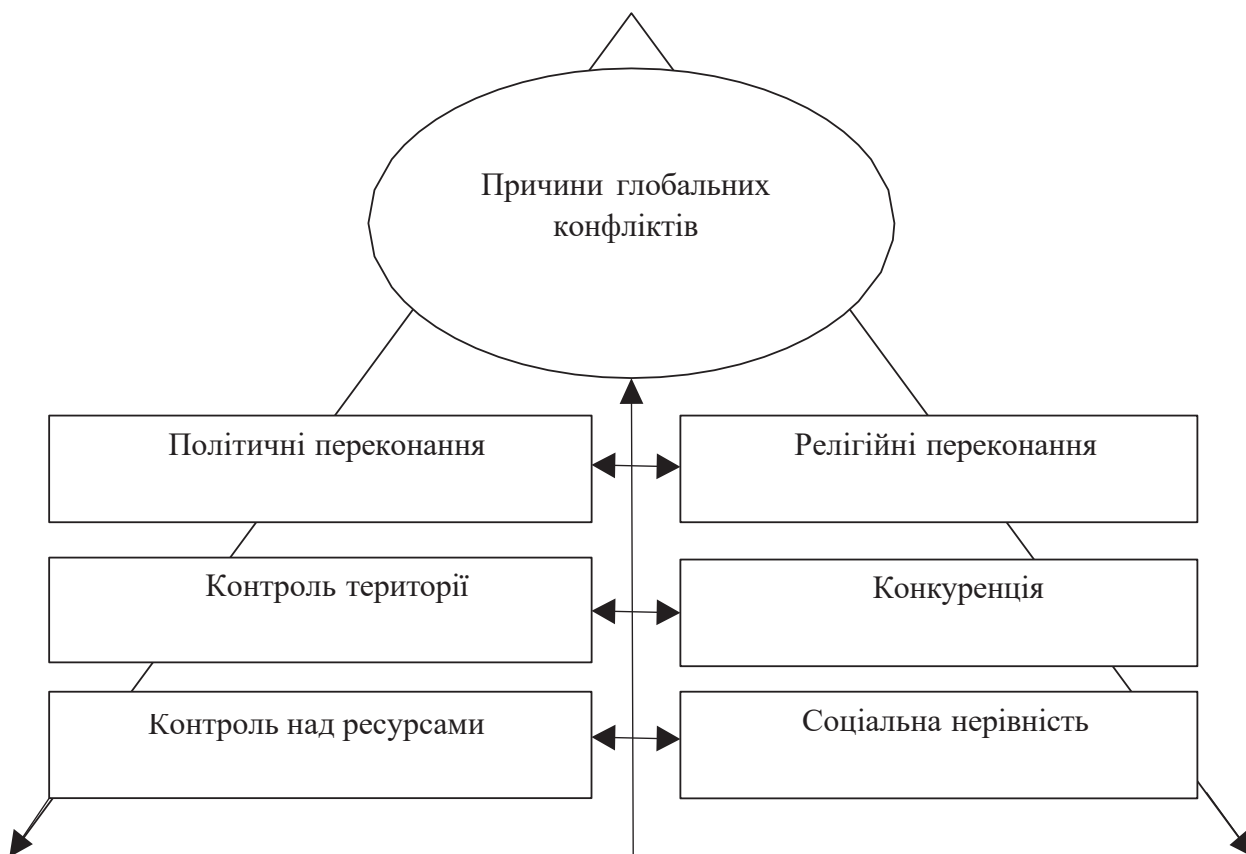 Причини глобальних
конфліктів
Політичні переконання
Релігійні переконання
Контроль території
Конкуренція
Контроль над ресурсами
Соціальна нерівність